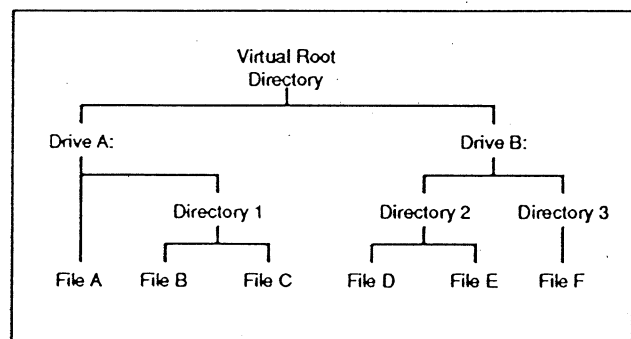 Virtual Root
Directory
Drive A:
Drive B:
Directory 1
Directory 2
Directory 3
File A
File B
File C
File D
File E
File F